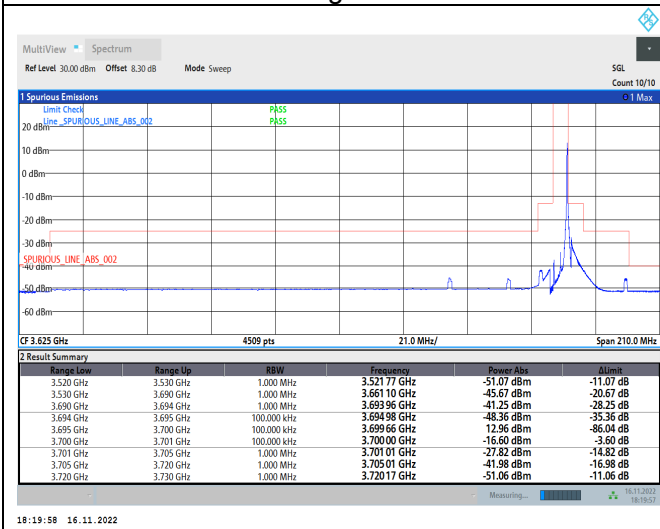 MultiView Spectrum
Ref Level 30.00 dBm Offset 8.30 dB Mode Sweep SGL
Count 10/10
1 Spurious Emissions 1 Max
Limit Check PASS
Line _SPURIOUS_LINE_ABS_002 PASS
20 dBm
10 dBm
0 dBm
-10 dBm
-20 dBm
-30 dBm
SPURIOUS_LINE_ABS_002
-40 dBm
-50 dBm
-60 dBm
CF 3.625 GHz 4509 pts 21.0 MHz/ Span 210.0 MHz
2 Result Summary
Range Low Range Up RBW Frequency Power Abs ΔLimit
3.520 GHz 3.530 GHz 1.000 MHz 3.521 77 GHz -51.07 dBm -11.07 dB
3.530 GHz 3.690 GHz 1.000 MHz 3.661 10 GHz -45.67 dBm -20.67 dB
3.690 GHz 3.694 GHz 1.000 MHz 3.693 96 GHz -41.25 dBm -28.25 dB
3.694 GHz 3.695 GHz 100.000 kHz 3.694 98 GHz -48.36 dBm -35.36 dB
3.695 GHz 3.700 GHz 100.000 kHz 3.699 66 GHz 12.96 dBm -86.04 dB
3.700 GHz 3.701 GHz 100.000 kHz 3.700 00 GHz -16.60 dBm -3.60 dB
3.701 GHz 3.705 GHz 1.000 MHz 3.701 01 GHz -27.82 dBm -14.82 dB
3.705 GHz 3.720 GHz 1.000 MHz 3.705 01 GHz -41.98 dBm -16.98 dB
3.720 GHz 3.730 GHz 1.000 MHz 3.720 17 GHz -51.06 dBm -11.06 dB
Measuring... 16.11.2022
18:19:57
18:19:58 16.11.2022